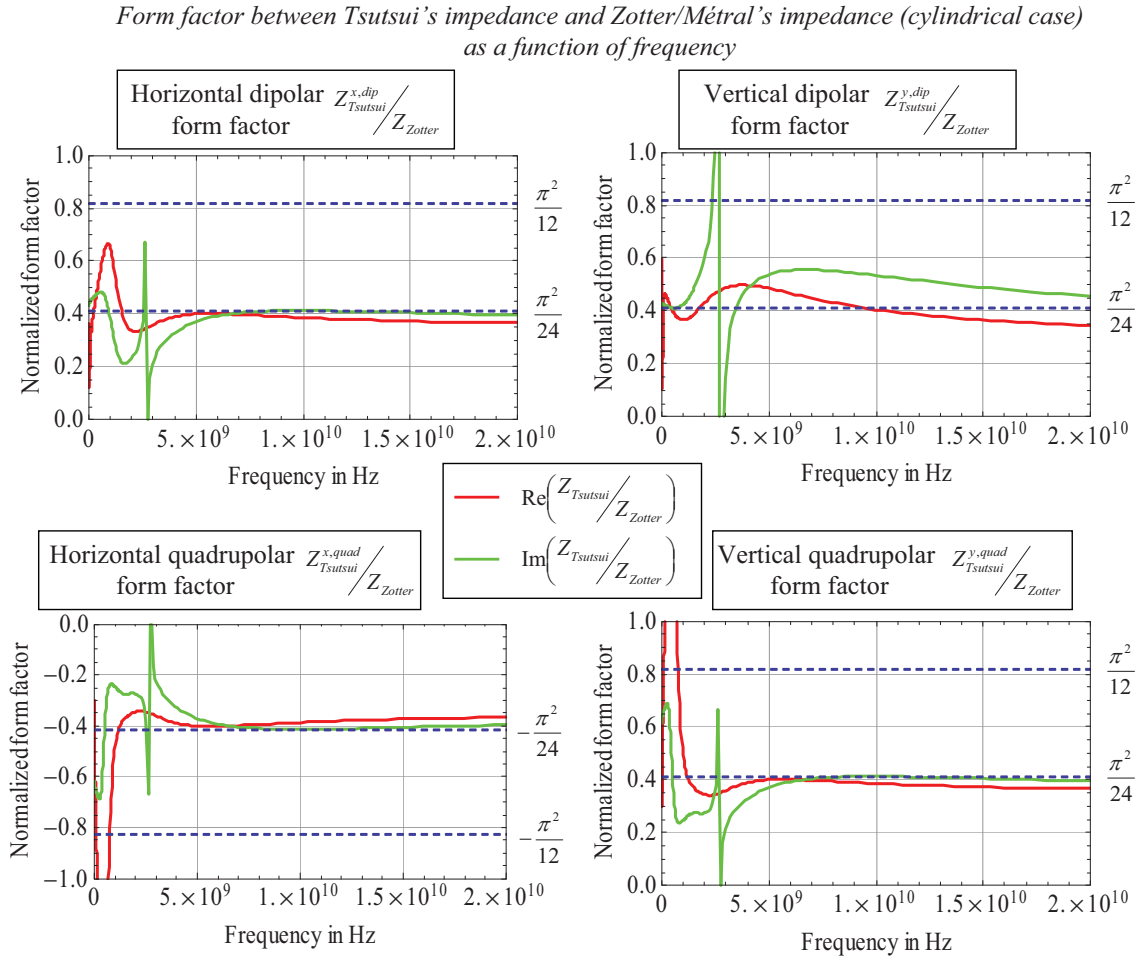 Form factor between Tsutsui's impedance and Zotter/Métral's impedance (cylindrical case)
as a function of frequency
Horizontal dipolar Z^{x,dip}_{Tsutsui}/Z_{Zotter}
form factor
Vertical dipolar Z^{y,dip}_{Tsutsui}/Z_{Zotter}
form factor
Normalized form factor
1.0
0.8
0.6
0.4
0.2
0.0
π²/12
π²/24
0 5.×10⁹ 1.×10¹⁰ 1.5×10¹⁰ 2.×10¹⁰
Frequency in Hz
Normalized form factor
1.0
0.8
0.6
0.4
0.2
0.0
π²/12
π²/24
0 5.×10⁹ 1.×10¹⁰ 1.5×10¹⁰ 2.×10¹⁰
Frequency in Hz
Re(Z_{Tsutsui}/Z_{Zotter})
Im(Z_{Tsutsui}/Z_{Zotter})
Horizontal quadrupolar Z^{x,quad}_{Tsutsui}/Z_{Zotter}
form factor
Vertical quadrupolar Z^{y,quad}_{Tsutsui}/Z_{Zotter}
form factor
Normalized form factor
0.0
−0.2
−0.4
−0.6
−0.8
−1.0
−π²/24
−π²/12
0 5.×10⁹ 1.×10¹⁰ 1.5×10¹⁰ 2.×10¹⁰
Frequency in Hz
Normalized form factor
1.0
0.8
0.6
0.4
0.2
0.0
π²/12
π²/24
0 5.×10⁹ 1.×10¹⁰ 1.5×10¹⁰ 2.×10¹⁰
Frequency in Hz